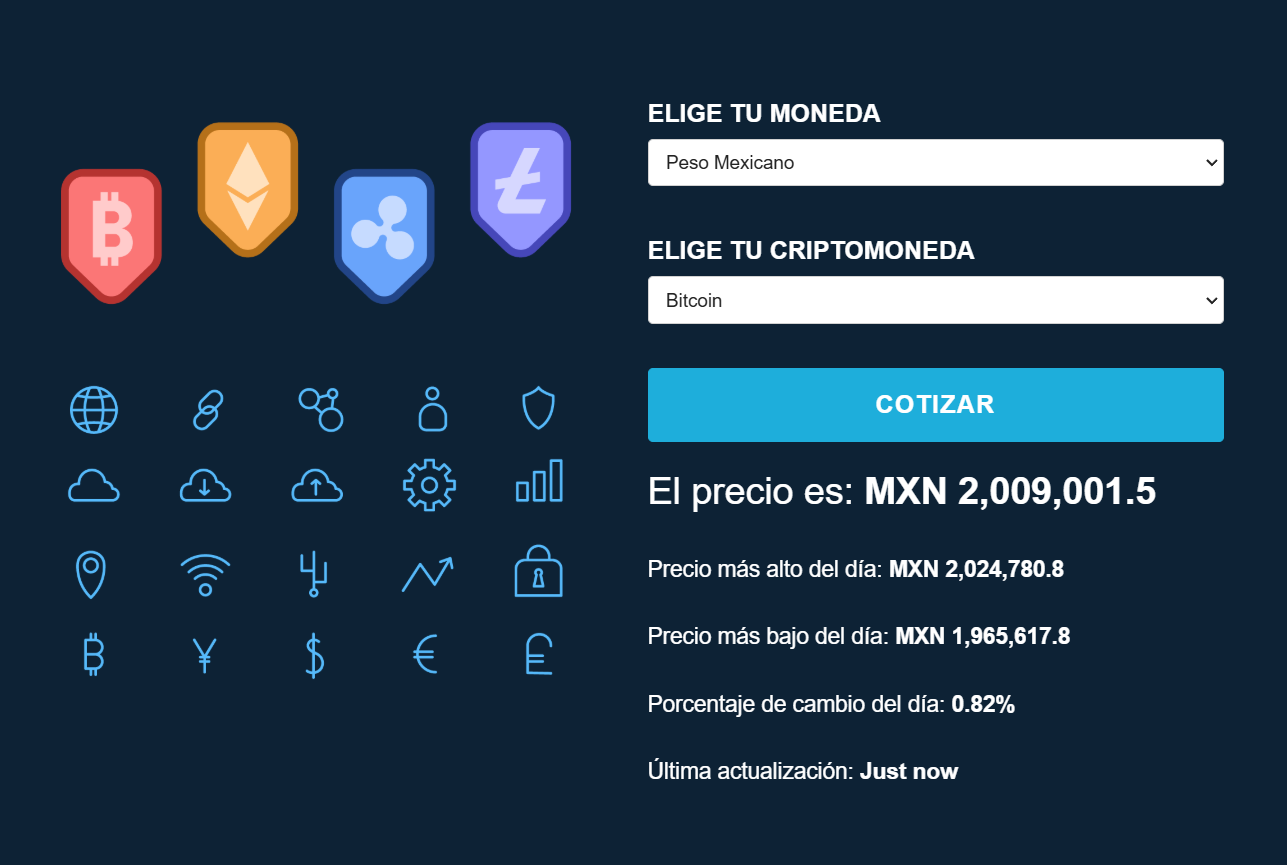 ELIGE TU MONEDA
Peso Mexicano
ELIGE TU CRIPTOMONEDA
Bitcoin
COTIZAR
El precio es: MXN 2,009,001.5
Precio más alto del día: MXN 2,024,780.8
Precio más bajo del día: MXN 1,965,617.8
Porcentaje de cambio del día: 0.82%
Última actualización: Just now